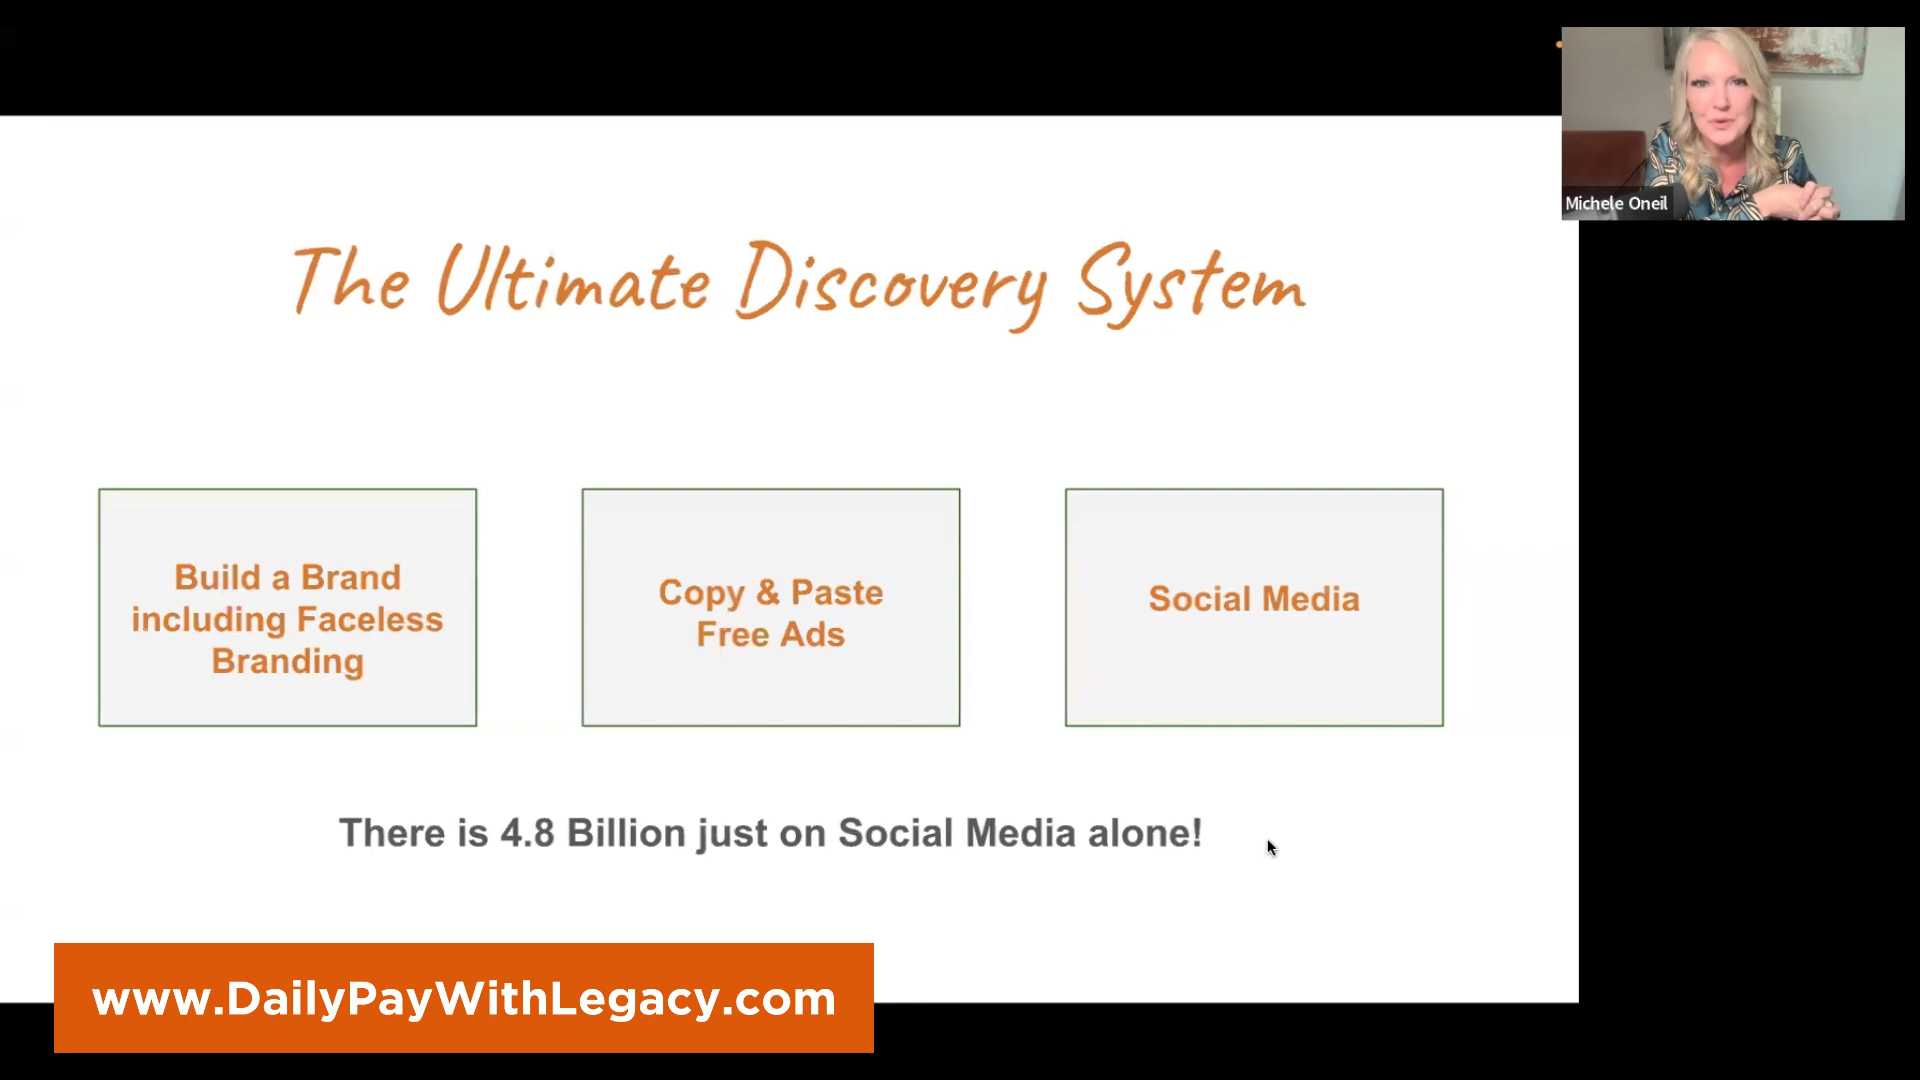 Michele Oneil
The Ultimate Discovery System
Build a Brand
including Faceless
Branding
Copy & Paste
Free Ads
Social Media
There is 4.8 Billion just on Social Media alone!
www.DailyPayWithLegacy.com